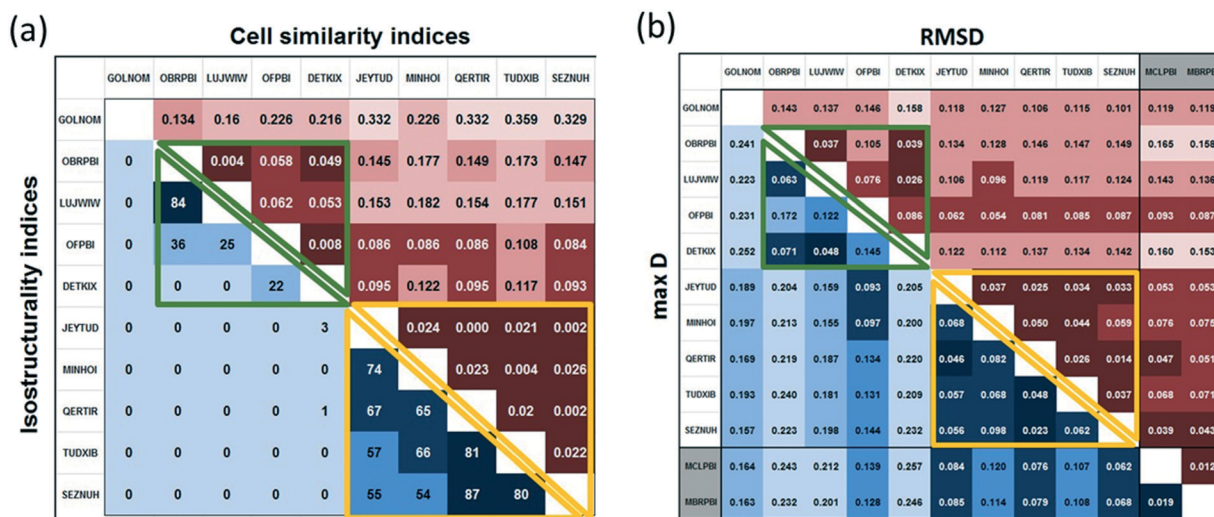 (a)
Cell similarity indices
GOLNOM OBRPBI LUJWIW OFPBI DETKIX JEYTUD MINHOI QERTIR TUDXIB SEZNUH
GOLNOM 0.134 0.16 0.226 0.216 0.332 0.226 0.332 0.359 0.329
OBRPBI 0 0.004 0.058 0.049 0.145 0.177 0.149 0.173 0.147
LUJWIW 0 84 0.062 0.053 0.153 0.182 0.154 0.177 0.151
OFPBI 0 36 25 0.008 0.086 0.086 0.086 0.108 0.084
DETKIX 0 0 0 22 0.095 0.122 0.095 0.117 0.093
JEYTUD 0 0 0 0 3 0.024 0.000 0.021 0.002
MINHOI 0 0 0 0 0 74 0.023 0.004 0.026
QERTIR 0 0 0 0 1 67 65 0.02 0.002
TUDXIB 0 0 0 0 0 57 66 81 0.022
SEZNUH 0 0 0 0 0 55 54 87 80
Isostructurality indices
(b)
RMSD
GOLNOM OBRPBI LUJWIW OFPBI DETKIX JEYTUD MINHOI QERTIR TUDXIB SEZNUH MCLPBI MBRPBI
GOLNOM 0.143 0.137 0.146 0.158 0.118 0.127 0.106 0.115 0.101 0.119 0.119
OBRPBI 0.241 0.037 0.105 0.039 0.134 0.128 0.146 0.147 0.149 0.165 0.158
LUJWIW 0.223 0.063 0.076 0.026 0.106 0.096 0.119 0.117 0.124 0.143 0.136
OFPBI 0.231 0.172 0.122 0.086 0.062 0.054 0.081 0.085 0.087 0.093 0.087
DETKIX 0.252 0.071 0.048 0.145 0.122 0.112 0.137 0.134 0.142 0.160 0.153
JEYTUD 0.189 0.204 0.159 0.093 0.205 0.037 0.025 0.034 0.033 0.053 0.053
MINHOI 0.197 0.213 0.155 0.097 0.200 0.068 0.050 0.044 0.059 0.076 0.075
QERTIR 0.169 0.219 0.187 0.134 0.220 0.046 0.082 0.026 0.014 0.047 0.051
TUDXIB 0.193 0.240 0.181 0.131 0.209 0.057 0.068 0.048 0.037 0.068 0.071
SEZNUH 0.157 0.223 0.198 0.144 0.232 0.056 0.098 0.023 0.062 0.039 0.043
MCLPBI 0.164 0.243 0.212 0.139 0.257 0.084 0.120 0.076 0.107 0.062 0.012
MBRPBI 0.163 0.232 0.201 0.128 0.246 0.085 0.114 0.079 0.108 0.068 0.019
max D